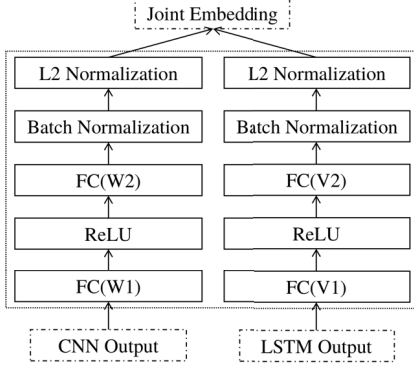 Joint Embedding
L2 Normalization
L2 Normalization
Batch Normalization
Batch Normalization
FC(W2)
FC(V2)
ReLU
ReLU
FC(W1)
FC(V1)
CNN Output
LSTM Output